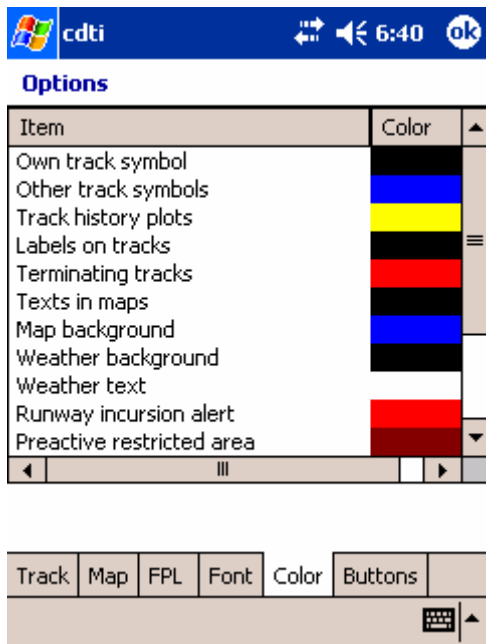 cdti 6:40 ok
Options
Item Color
Own track symbol
Other track symbols
Track history plots
Labels on tracks
Terminating tracks
Texts in maps
Map background
Weather background
Weather text
Runway incursion alert
Preactive restricted area
Track Map FPL Font Color Buttons